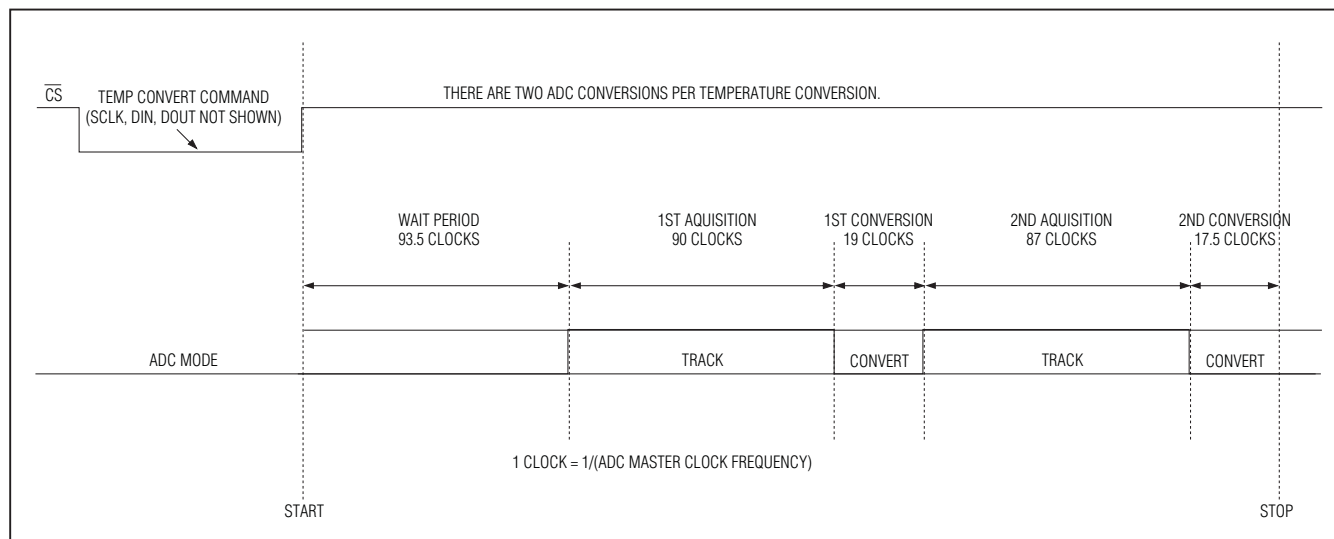 CS
TEMP CONVERT COMMAND
(SCLK, DIN, DOUT NOT SHOWN)
THERE ARE TWO ADC CONVERSIONS PER TEMPERATURE CONVERSION.
WAIT PERIOD
93.5 CLOCKS
1ST AQUISITION
90 CLOCKS
1ST CONVERSION
19 CLOCKS
2ND AQUISITION
87 CLOCKS
2ND CONVERSION
17.5 CLOCKS
ADC MODE
TRACK
CONVERT
TRACK
CONVERT
1 CLOCK = 1/(ADC MASTER CLOCK FREQUENCY)
START
STOP